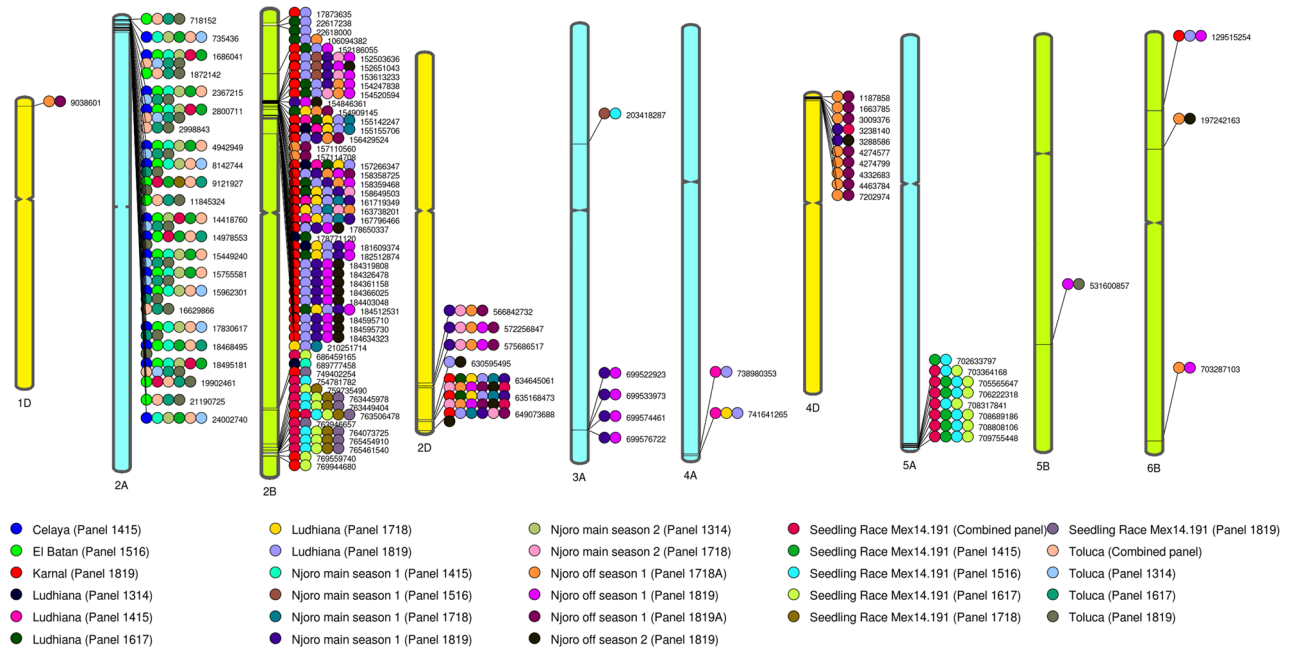 9038601
1D
718152
735436
1686041
1872142
2367215
2800711
2998843
4942949
8142744
9121927
11845324
14418760
14978553
15449240
15755581
15962301
16629866
17830617
18468495
18495181
19902461
21190725
24002740
2A
17873635
22617238
22618000
106094382
152186055
152503636
152651043
153613233
154247838
154520594
154846361
154909145
155142247
155155706
156429524
157110560
157114708
157266347
158358725
158359468
158649503
161719349
163738201
167796466
178650337
178771120
181609374
182512874
184319808
184326478
184361158
184366025
184403048
184512531
184595710
184595730
184634323
210251714
686459165
689777458
749402254
754781782
759735490
763445978
763449404
763506478
763946657
764073725
765454910
765461540
769559740
769944680
2B
566842732
572256847
575686517
630595495
634645061
635168473
649073688
2D
203418287
699522923
699533973
699574461
699576722
3A
738980353
741641265
4A
1187858
1663785
3009376
3238140
3288586
4274577
4274799
4332683
4463784
7202974
4D
702633797
703364168
705565647
706222318
708317841
708689186
708808106
709755448
5A
531600857
5B
129515254
197242163
703287103
6B
Celaya (Panel 1415)
El Batan (Panel 1516)
Karnal (Panel 1819)
Ludhiana (Panel 1314)
Ludhiana (Panel 1415)
Ludhiana (Panel 1617)
Ludhiana (Panel 1718)
Ludhiana (Panel 1819)
Njoro main season 1 (Panel 1415)
Njoro main season 1 (Panel 1516)
Njoro main season 1 (Panel 1718)
Njoro main season 1 (Panel 1819)
Njoro main season 2 (Panel 1314)
Njoro main season 2 (Panel 1718)
Njoro off season 1 (Panel 1718A)
Njoro off season 1 (Panel 1819)
Njoro off season 1 (Panel 1819A)
Njoro off season 2 (Panel 1819)
Seedling Race Mex14.191 (Combined panel)
Seedling Race Mex14.191 (Panel 1415)
Seedling Race Mex14.191 (Panel 1516)
Seedling Race Mex14.191 (Panel 1617)
Seedling Race Mex14.191 (Panel 1718)
Seedling Race Mex14.191 (Panel 1819)
Toluca (Combined panel)
Toluca (Panel 1314)
Toluca (Panel 1617)
Toluca (Panel 1819)